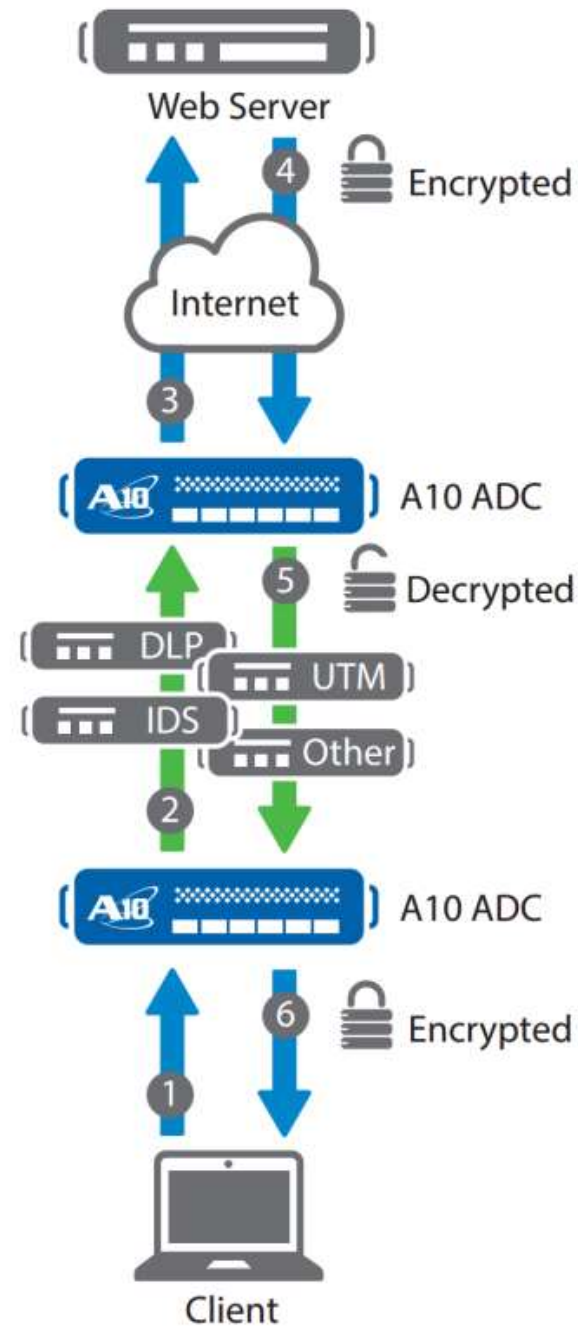 Web Server
4
Encrypted
Internet
3
A10
A10 ADC
5
Decrypted
DLP
UTM
IDS
Other
2
A10
A10 ADC
6
Encrypted
1
Client